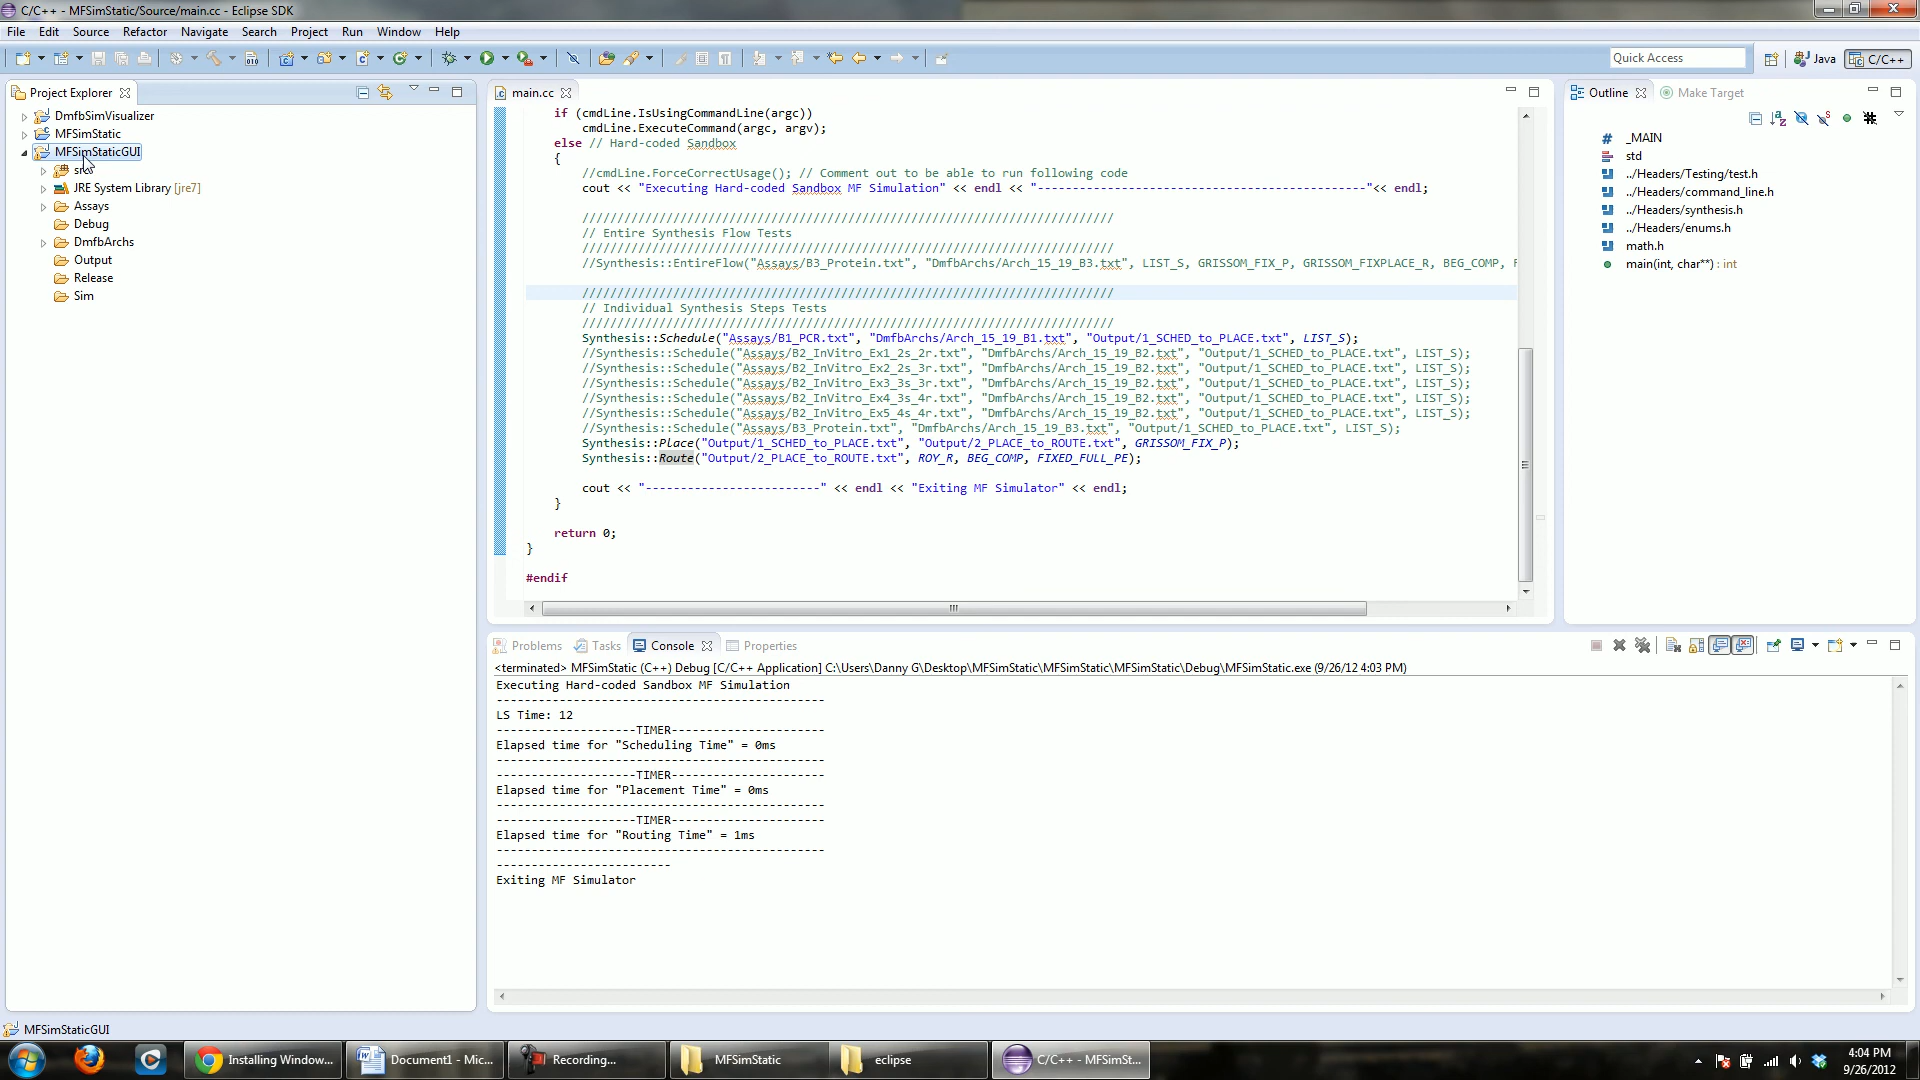 C/C++ - MFSimStatic/Source/main.cc - Eclipse SDK
File Edit Source Refactor Navigate Search Project Run Window Help
Quick Access
Java
C/C++
Project Explorer
DmfbSimVisualizer
MFSimStatic
MFSimStaticGUI
src
JRE System Library [jre7]
Assays
Debug
DmfbArchs
Output
Release
Sim
main.cc
if (cmdLine.IsUsingCommandLine(argc))
cmdLine.ExecuteCommand(argc, argv);
else // Hard-coded Sandbox
{
//cmdLine.ForceCorrectUsage(); // Comment out to be able to run following code
cout << "Executing Hard-coded Sandbox MF Simulation" << endl << "-----------------------------------------------"<< endl;
////////////////////////////////////////////////////////////////////////////
// Entire Synthesis Flow Tests
////////////////////////////////////////////////////////////////////////////
//Synthesis::EntireFlow("Assays/B3_Protein.txt", "DmfbArchs/Arch_15_19_B3.txt", LIST_S, GRISSOM_FIX_P, GRISSOM_FIXPLACE_R, BEG_COMP, F
////////////////////////////////////////////////////////////////////////////
// Individual Synthesis Steps Tests
////////////////////////////////////////////////////////////////////////////
Synthesis::Schedule("Assays/B1_PCR.txt", "DmfbArchs/Arch_15_19_B1.txt", "Output/1_SCHED_to_PLACE.txt", LIST_S);
//Synthesis::Schedule("Assays/B2_InVitro_Ex1_2s_2r.txt", "DmfbArchs/Arch_15_19_B2.txt", "Output/1_SCHED_to_PLACE.txt", LIST_S);
//Synthesis::Schedule("Assays/B2_InVitro_Ex2_2s_3r.txt", "DmfbArchs/Arch_15_19_B2.txt", "Output/1_SCHED_to_PLACE.txt", LIST_S);
//Synthesis::Schedule("Assays/B2_InVitro_Ex3_3s_3r.txt", "DmfbArchs/Arch_15_19_B2.txt", "Output/1_SCHED_to_PLACE.txt", LIST_S);
//Synthesis::Schedule("Assays/B2_InVitro_Ex4_3s_4r.txt", "DmfbArchs/Arch_15_19_B2.txt", "Output/1_SCHED_to_PLACE.txt", LIST_S);
//Synthesis::Schedule("Assays/B2_InVitro_Ex5_4s_4r.txt", "DmfbArchs/Arch_15_19_B2.txt", "Output/1_SCHED_to_PLACE.txt", LIST_S);
//Synthesis::Schedule("Assays/B3_Protein.txt", "DmfbArchs/Arch_15_19_B3.txt", "Output/1_SCHED_to_PLACE.txt", LIST_S);
Synthesis::Place("Output/1_SCHED_to_PLACE.txt", "Output/2_PLACE_to_ROUTE.txt", GRISSOM_FIX_P);
Synthesis::Route("Output/2_PLACE_to_ROUTE.txt", ROY_R, BEG_COMP, FIXED_FULL_PE);
cout << "-------------------------" << endl << "Exiting MF Simulator" << endl;
}
return 0;
}
#endif
Outline Make Target
_MAIN
std
../Headers/Testing/test.h
../Headers/command_line.h
../Headers/synthesis.h
../Headers/enums.h
math.h
main(int, char**) : int
Problems Tasks Console Properties
<terminated> MFSimStatic (C++) Debug [C/C++ Application] C:\Users\Danny G\Desktop\MFSimStatic\MFSimStatic\MFSimStatic\Debug\MFSimStatic.exe (9/26/12 4:03 PM)
Executing Hard-coded Sandbox MF Simulation
-----------------------------------------------
LS Time: 12
--------------------TIMER----------------------
Elapsed time for "Scheduling Time" = 0ms
-----------------------------------------------
--------------------TIMER----------------------
Elapsed time for "Placement Time" = 0ms
-----------------------------------------------
--------------------TIMER----------------------
Elapsed time for "Routing Time" = 1ms
-----------------------------------------------
-------------------------
Exiting MF Simulator
MFSimStaticGUI
Installing Window...
Document1 - Mic...
Recording...
MFSimStatic
eclipse
C/C++ - MFSimSt...
4:04 PM
9/26/2012